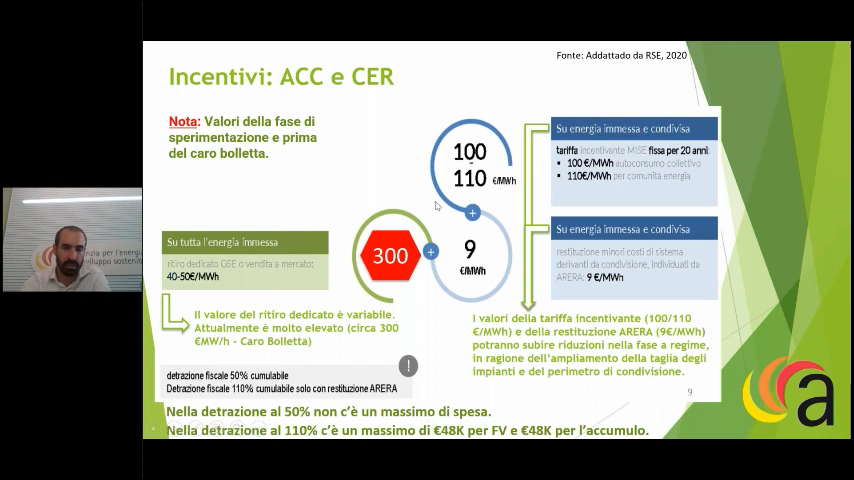 Fonte: Addattado da RSE, 2020
Incentivi: ACC e CER
Nota: Valori della fase di
sperimentazione e prima
del caro bolletta.
100
-
110 €/MWh
Su energia immessa e condivisa
tariffa incentivante MISE fissa per 20 anni:
• 100 €/MWh autoconsumo collettivo
• 110€/MWh per comunità energia
+
Su tutta l'energia immessa
ritiro dedicato GSE o vendita a mercato:
40-50€/MWh
300
+
9
€/MWh
Su energia immessa e condivisa
restituzione minori costi di sistema
derivanti da condivisione, individuati da
ARERA: 9 €/MWh
Il valore del ritiro dedicato è variabile.
Attualmente è molto elevato (circa 300
€MW/h - Caro Bolletta)
I valori della tariffa incentivante (100/110
€/MWh) e della restituzione ARERA (9€/MWh)
potranno subire riduzioni nella fase a regime,
in ragione dell'ampliamento della taglia degli
impianti e del perimetro di condivisione.
!
detrazione fiscale 50% cumulabile
Detrazione fiscale 110% cumulabile solo con restituzione ARERA
9
Nella detrazione al 50% non c'è un massimo di spesa.
Nella detrazione al 110% c'è un massimo di €48K per FV e €48K per l'accumulo.
a
enzia per l'energia
sviluppo sostenib